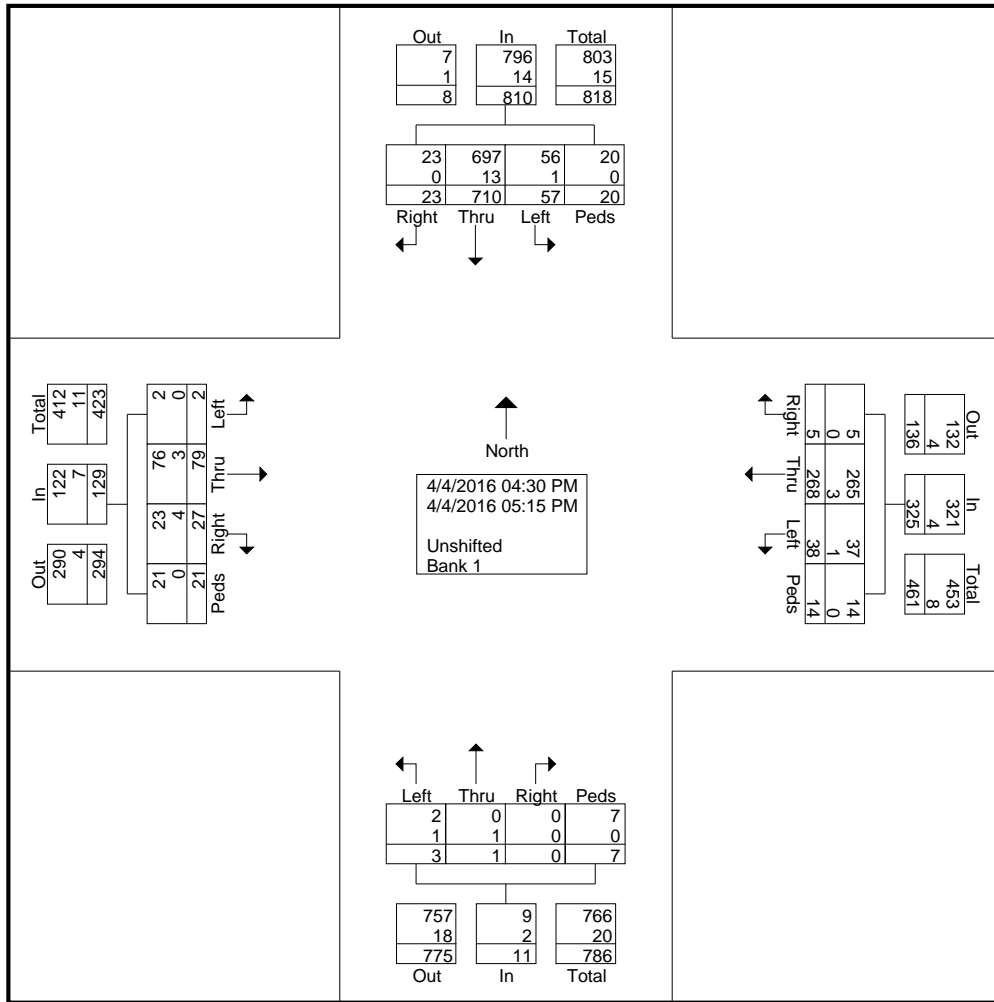 Out In Total
7 796 803
1 14 15
8 810 818
23 697 56 20
0 13 1 0
23 710 57 20
Right Thru Left Peds
Total
412 11 423
In
122 7 129
Out
290 4 294
2 0 2 Left
76 3 79 Thru
23 4 27 Right
21 0 21 Peds
North
4/4/2016 04:30 PM
4/4/2016 05:15 PM
Unshifted
Bank 1
Right 5 0 5
Thru 268 3 265
Left 38 1 37
Peds 14 0 14
Out
132 4 136
In
321 4 325
Total
453 8 461
Left Thru Right Peds
2 0 0 7
1 1 0 0
3 1 0 7
757 9 766
18 2 20
775 11 786
Out In Total